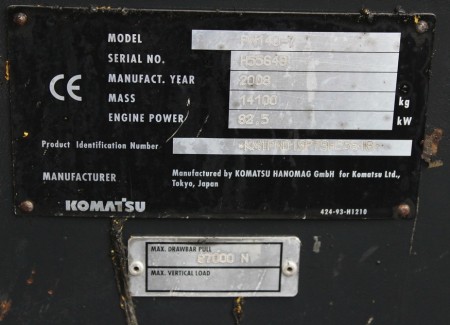 MODEL
SERIAL NO. H55649
MANUFACT. YEAR 2008
MASS 14100 kg
ENGINE POWER 92,5 kW
CE
Product Identification Number
MANUFACTURER Manufactured by KOMATSU HANOMAG GmbH for Komatsu Ltd.,
Tokyo, Japan
KOMATSU
424-93-H1210
MAX. DRAWBAR PULL 87000 N
MAX. VERTICAL LOAD